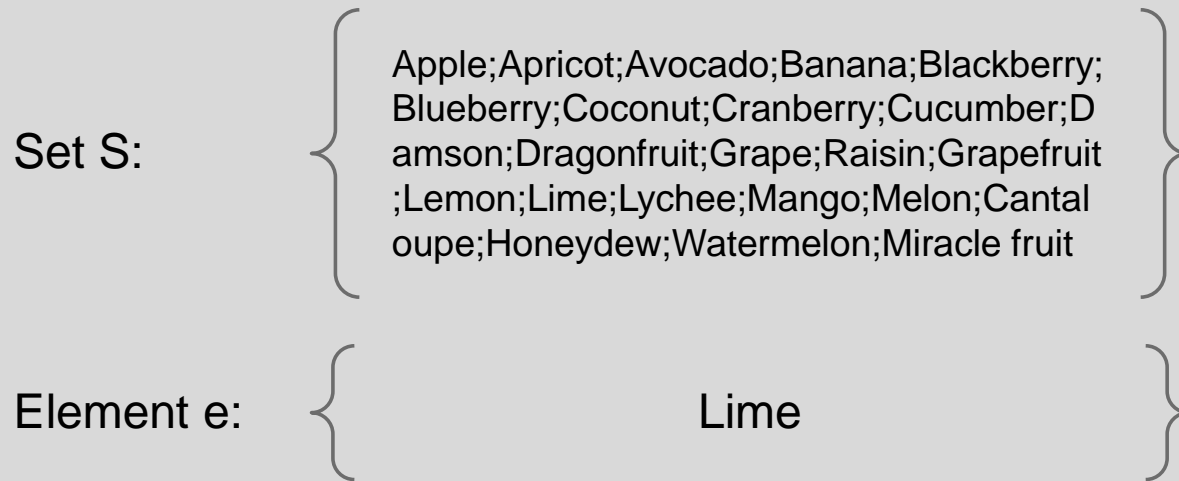 Set S:
Apple;Apricot;Avocado;Banana;Blackberry;
Blueberry;Coconut;Cranberry;Cucumber;D
amson;Dragonfruit;Grape;Raisin;Grapefruit
;Lemon;Lime;Lychee;Mango;Melon;Cantal
oupe;Honeydew;Watermelon;Miracle fruit
Element e:
Lime